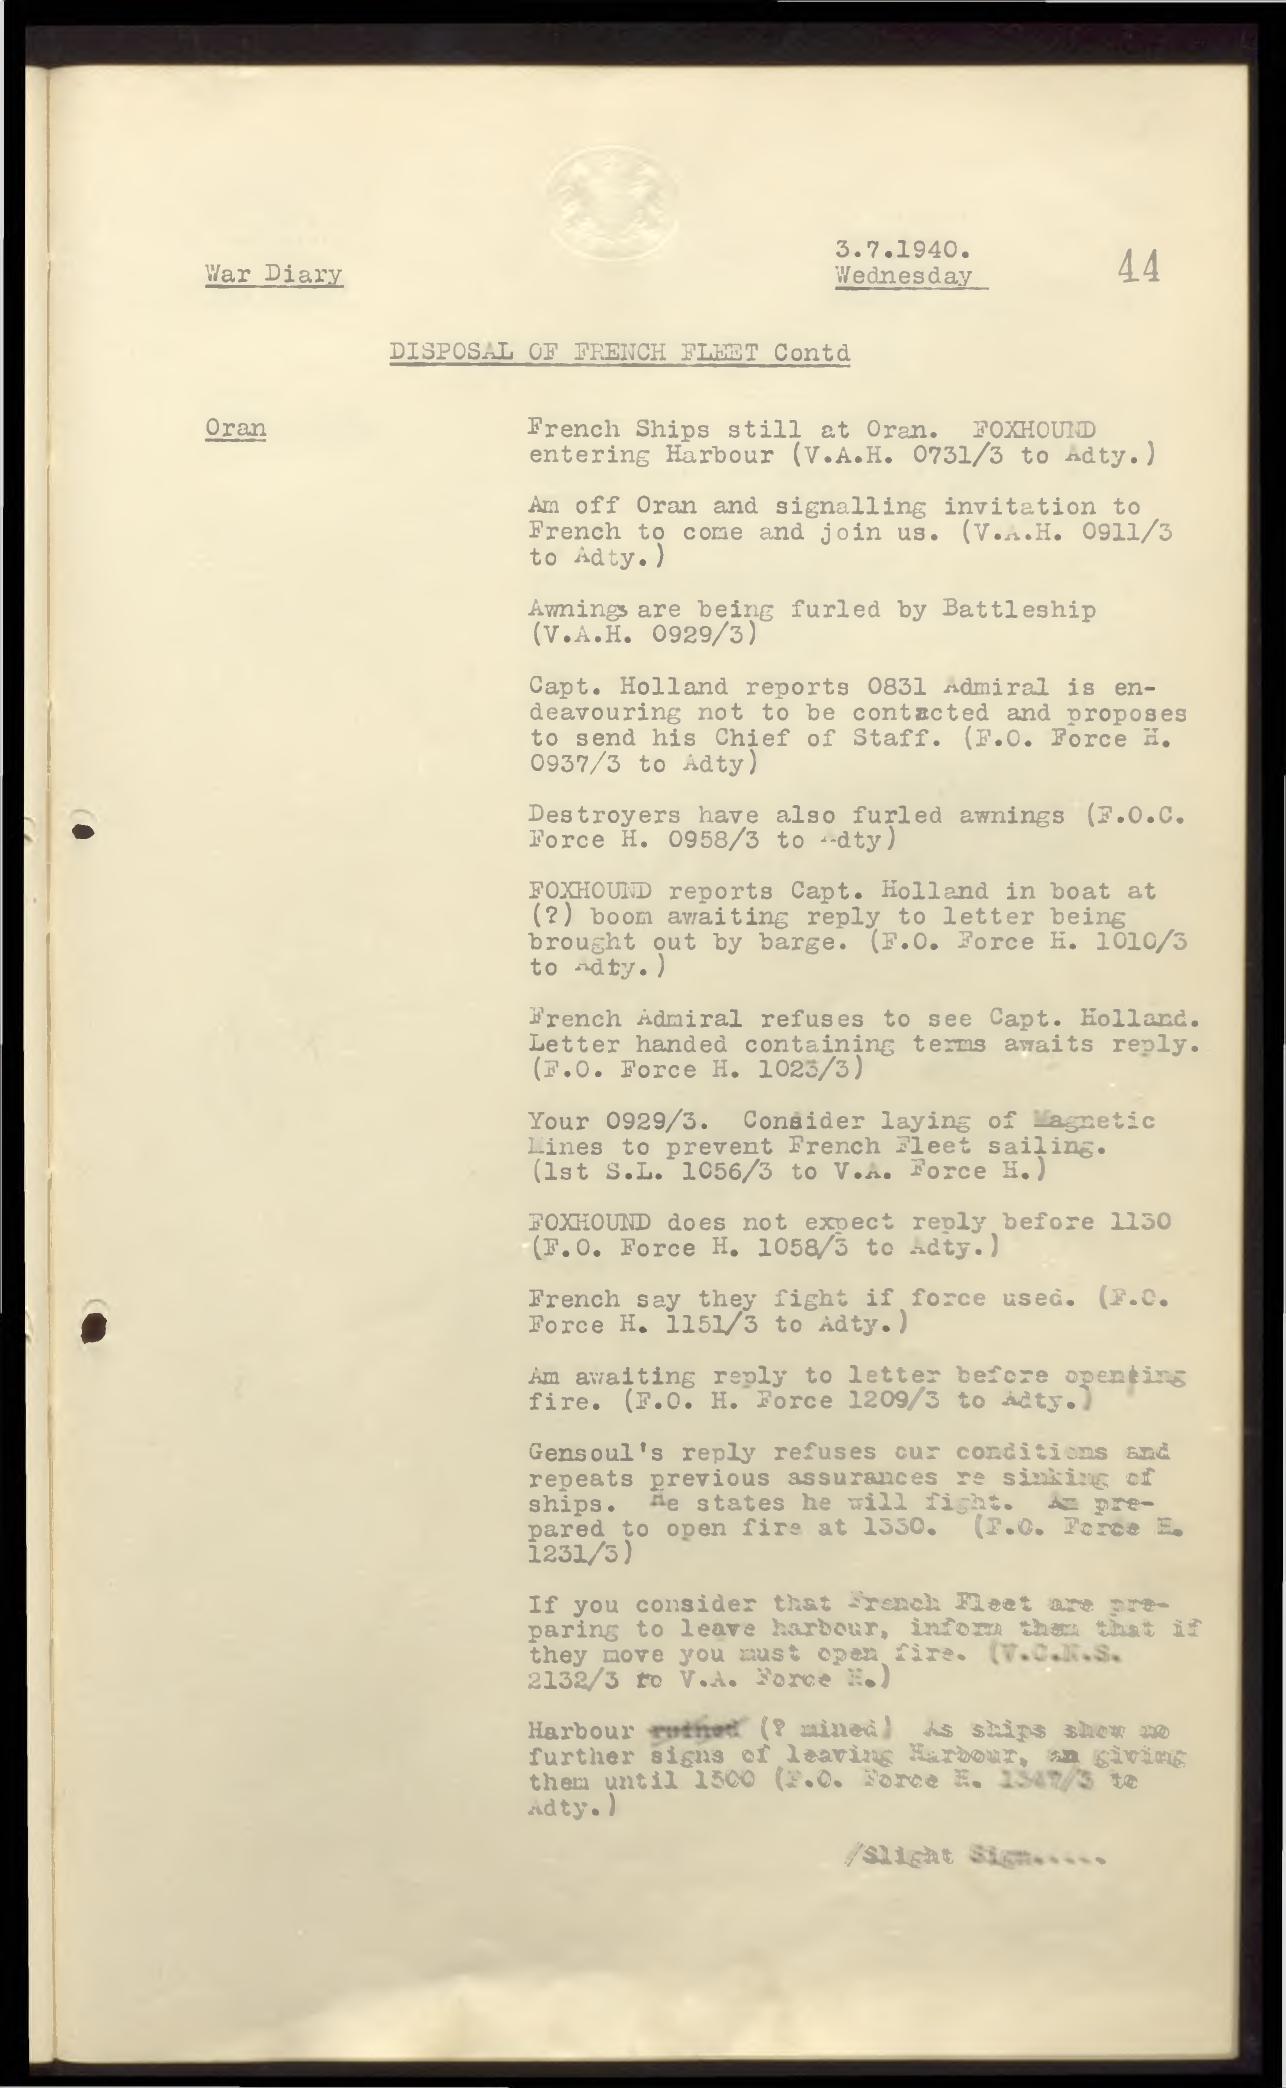 War Diary
3.7.1940.
Wednesday
44
DISPOSAL OF FRENCH FLEET Contd
Oran
French Ships still at Oran. FOXHOUND
entering Harbour (V.A.H. 0731/3 to Adty.)
Am off Oran and signalling invitation to
French to come and join us. (V.A.H. 0911/3
to Adty.)
Awnings are being furled by Battleship
(V.A.H. 0929/3)
Capt. Holland reports 0831 Admiral is en-
deavouring not to be contacted and proposes
to send his Chief of Staff. (F.O. Force H.
0937/3 to Adty)
Destroyers have also furled awnings (F.O.C.
Force H. 0958/3 to Adty)
FOXHOUND reports Capt. Holland in boat at
(?) boom awaiting reply to letter being
brought out by barge. (F.O. Force H. 1010/3
to Adty.)
French Admiral refuses to see Capt. Holland.
Letter handed containing terms awaits reply.
(F.O. Force H. 1023/3)
Your 0929/3. Consider laying of Magnetic
Mines to prevent French Fleet sailing.
(1st S.L. 1056/3 to V.A. Force H.)
FOXHOUND does not expect reply before 1130
(F.O. Force H. 1058/3 to Adty.)
French say they fight if force used. (F.O.
Force H. 1151/3 to Adty.)
Am awaiting reply to letter before opening
fire. (F.O. H. Force 1209/3 to Adty.)
Gensoul's reply refuses our conditions and
repeats previous assurances re sinking of
ships. He states he will fight. Am pre-
pared to open fire at 1330. (F.O. Force H.
1231/3)
If you consider that French Fleet are pre-
paring to leave harbour, inform them that if
they move you must open fire. (V.C.N.S.
2132/3 to V.A. Force H.)
Harbour ruined (? mined) As ships show no
further signs of leaving Harbour, am giving
them until 1500 (F.O. Force H. 1347/3 to
Adty.)
/Slight Sign.....